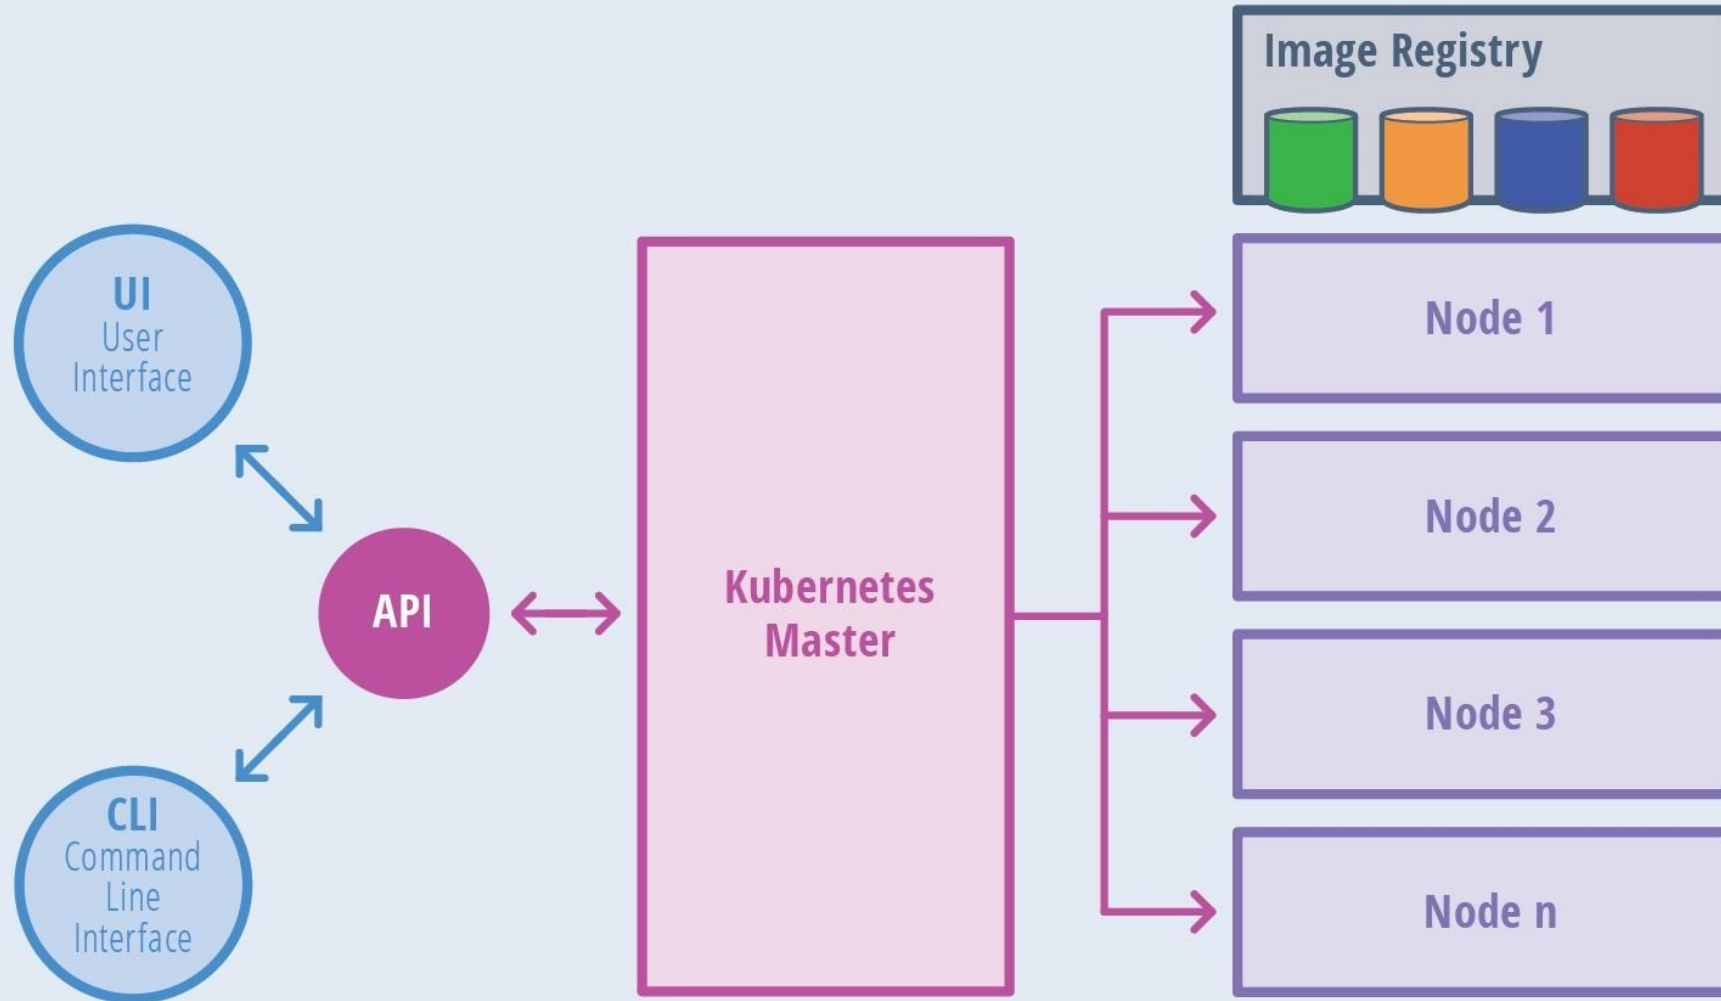 Image Registry
UI
User
Interface
API
CLI
Command
Line
Interface
Kubernetes
Master
Node 1
Node 2
Node 3
Node n